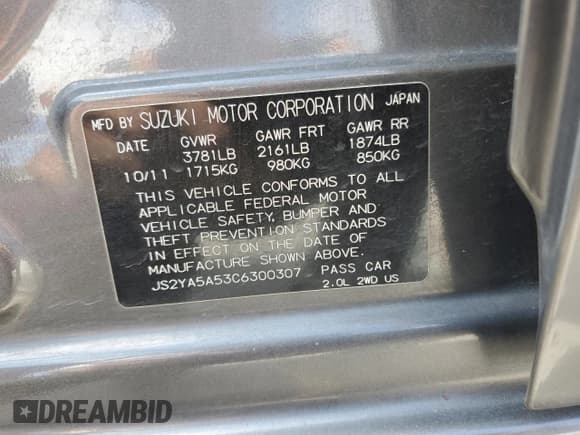 MFD BY SUZUKI MOTOR CORPORATION JAPAN
DATE GVWR GAWR FRT GAWR RR
3781LB 2161LB 1874LB
10/11 1715KG 980KG 850KG
THIS VEHICLE CONFORMS TO ALL
APPLICABLE FEDERAL MOTOR
VEHICLE SAFETY, BUMPER AND
THEFT PREVENTION STANDARDS
IN EFFECT ON THE DATE OF
MANUFACTURE SHOWN ABOVE.
JS2YA5A53C6300307 PASS CAR
2.0L 2WD US
DREAMBID